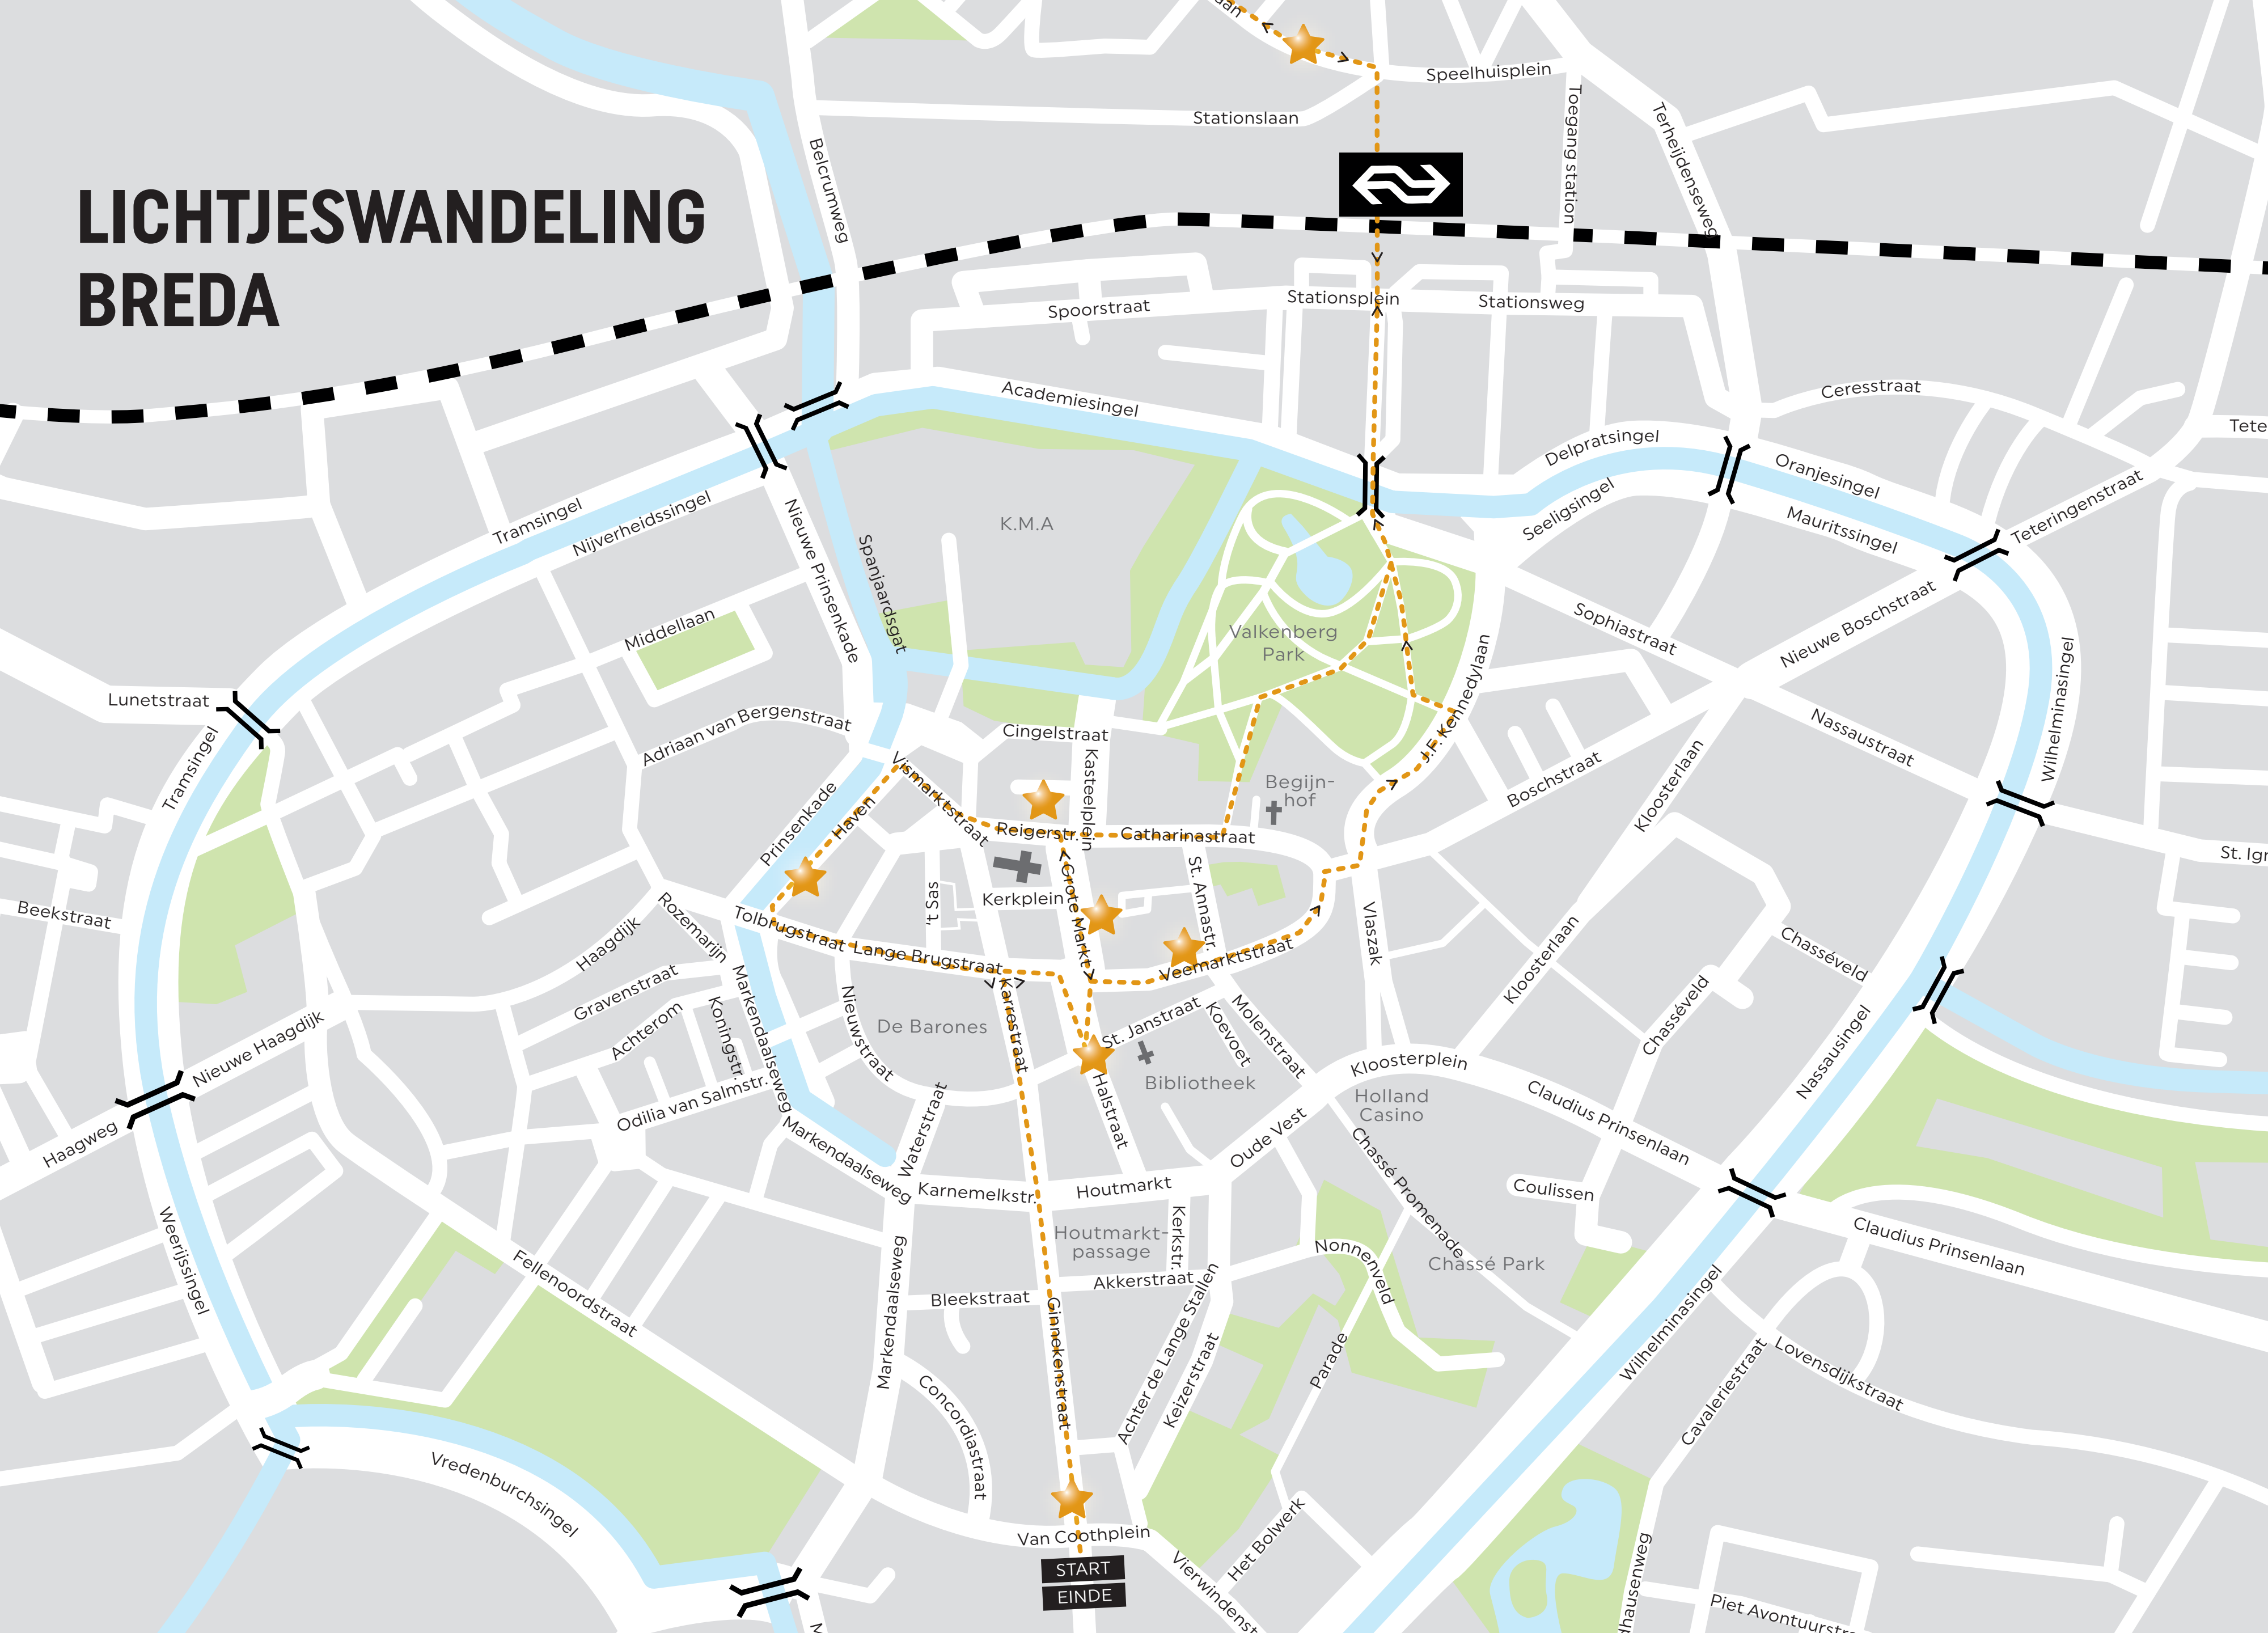 LICHTJESWANDELING
BREDA
Speelhuisplein
Stationslaan
Toegang station
Terheijdenseweg
Belcrumweg
Spoorstraat
Stationsplein
Stationsweg
Academiesingel
Ceresstraat
Delpratsingel
Oranjesingel
Seeligsingel
Mauritssingel
Teteringenstraat
Tramsingel
Nijverheidssingel
Nieuwe Prinsenkade
Spanjaardsgat
K.M.A
Valkenberg
Park
Middellaan
Sophiastraat
Nieuwe Boschstraat
Wilhelminasingel
Lunetstraat
Tramsingel
Adriaan van Bergenstraat
Cingelstraat
Kasteelplein
J.F. Kennedylaan
Nassaustraat
Kloosterlaan
Boschstraat
Begijn-
hof
Vismarktstraat
Prinsenkade
Haven
Reigerstr.
Catharinastraat
Kerkplein
't Sas
Grote Markt
St. Annastr.
Beekstraat
Haagdijk
Rozemarijn
Tolbrugstraat
Lange Brugstraat
Veemarktstraat
Vlaszak
Kloosterlaan
Chasséveld
Chasséveld
Gravenstraat
Achterom
Koningstr.
Markendaalseweg
Nieuwstraat
De Barones
Karrestraat
St. Janstraat
Koevoet
Molenstraat
Bibliotheek
Halstraat
Kloosterplein
Holland
Casino
Claudius Prinsenlaan
Nassausingel
Nieuwe Haagdijk
Haagweg
Odilia van Salmstr.
Markendaalseweg
Waterstraat
Oude Vest
Chassé Promenade
Coulissen
Karnemelkstr.
Houtmarkt
Houtmarkt-
passage
Kerkstr.
Akkerstraat
Nonnenveld
Chassé Park
Claudius Prinsenlaan
Weerijssingel
Fellenoordstraat
Markendaalseweg
Bleekstraat
Ginnekenstraat
Achter de Lange Stallen
Keizerstraat
Parade
Wilhelminasingel
Lovensdijkstraat
Cavaleriestraat
Concordiastraat
Vredenburchsingel
Van Coothplein
Het Bolwerk
START
EINDE